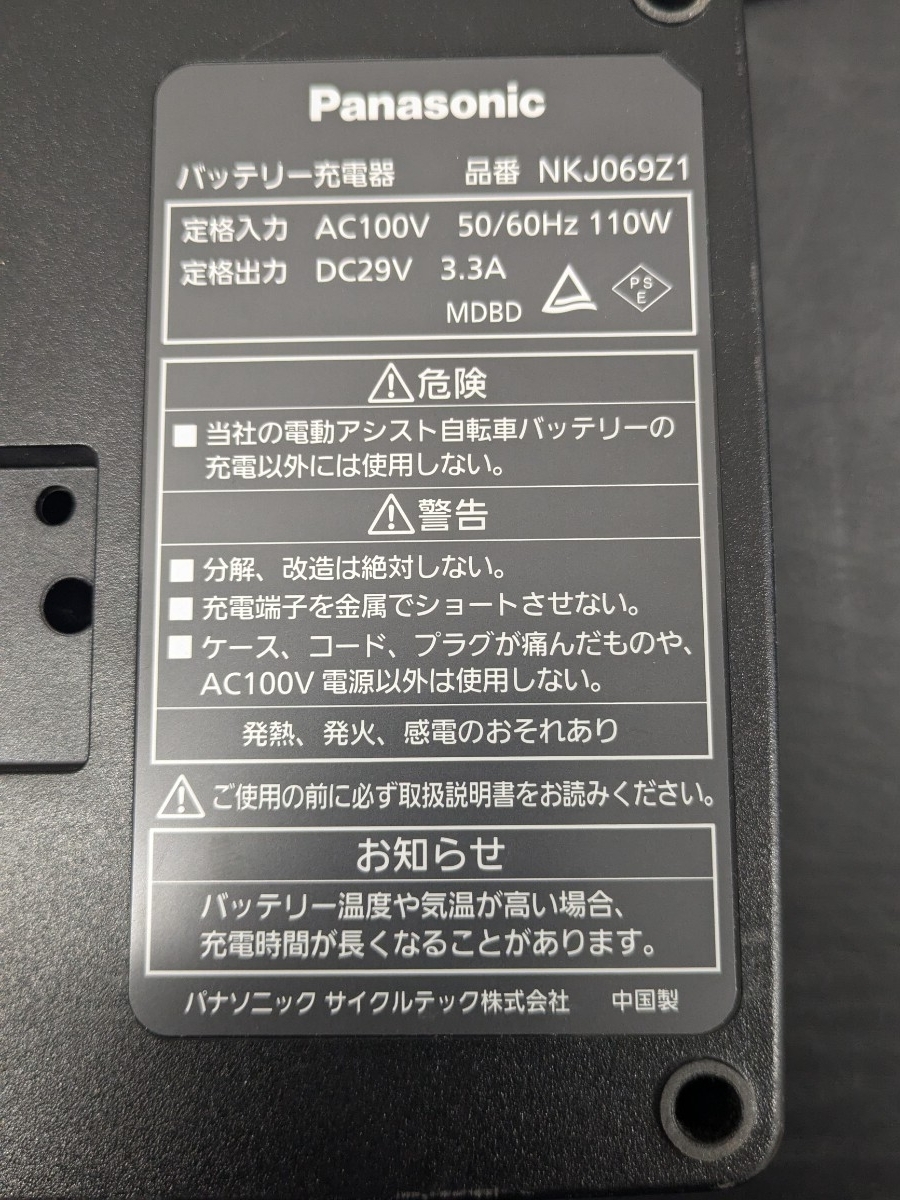 Panasonic
バッテリー充電器 品番 NKJ069Z1
定格入力 AC100V 50/60Hz 110W
定格出力 DC29V 3.3A
MDBD
PS
E
危険
■ 当社の電動アシスト自転車バッテリーの
充電以外には使用しない。
警告
■ 分解、改造は絶対しない。
■ 充電端子を金属でショートさせない。
■ ケース、コード、プラグが痛んだものや、
AC100V 電源以外は使用しない。
発熱、発火、感電のおそれあり
ご使用の前に必ず取扱説明書をお読みください。
お知らせ
バッテリー温度や気温が高い場合、
充電時間が長くなることがあります。
パナソニック サイクルテック株式会社 中国製